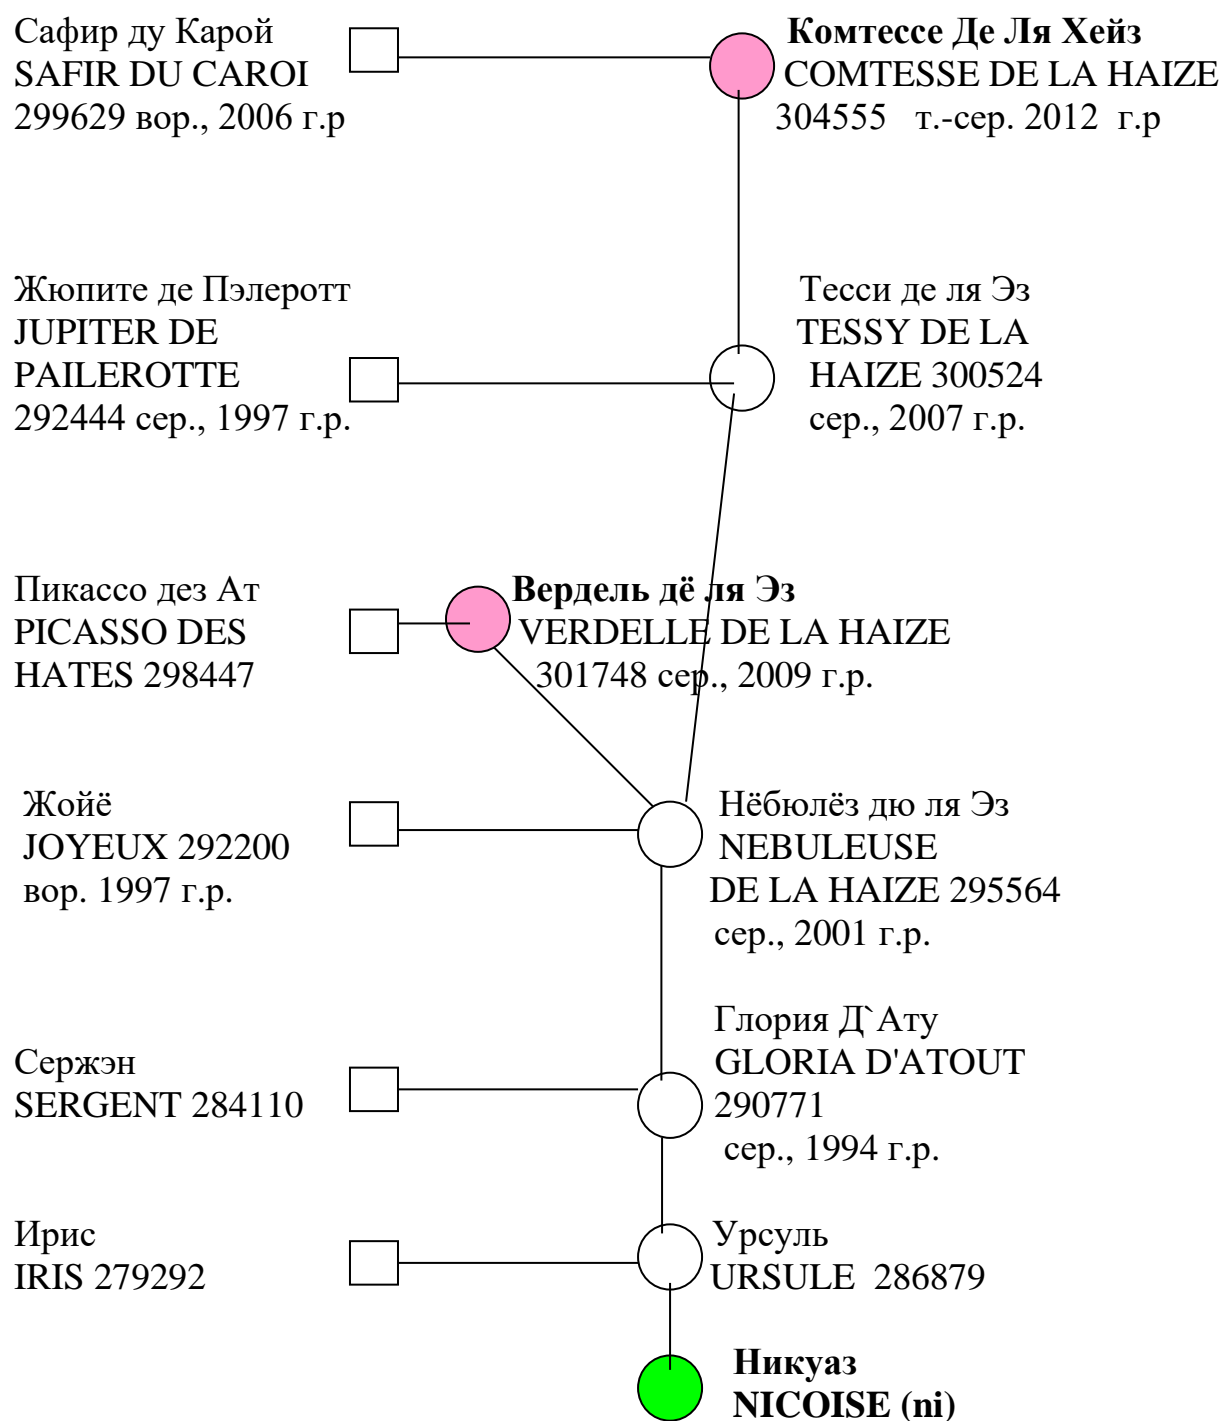 Сафир ду Карой
SAFIR DU CAROI
299629 вор., 2006 г.р
Комтессе Де Ля Хейз
COMTESSE DE LA HAIZE
304555 т.-сер. 2012 г.р
Жюпите де Пэлеротт
JUPITER DE
PAILEROTTE
292444 сер., 1997 г.р.
Тесси де ля Эз
TESSY DE LA
HAIZE 300524
сер., 2007 г.р.
Пикассо дез Ат
PICASSO DES
HATES 298447
Вердель дё ля Эз
VERDELLE DE LA HAIZE
301748 сер., 2009 г.р.
Жойё
JOYEUX 292200
вор. 1997 г.р.
Нёбюлёз дю ля Эз
NEBULEUSE
DE LA HAIZE 295564
сер., 2001 г.р.
Сержэн
SERGENT 284110
Глория Д`Ату
GLORIA D'ATOUT
290771
сер., 1994 г.р.
Ирис
IRIS 279292
Урсуль
URSULE 286879
Никуаз
NICOISE (ni)